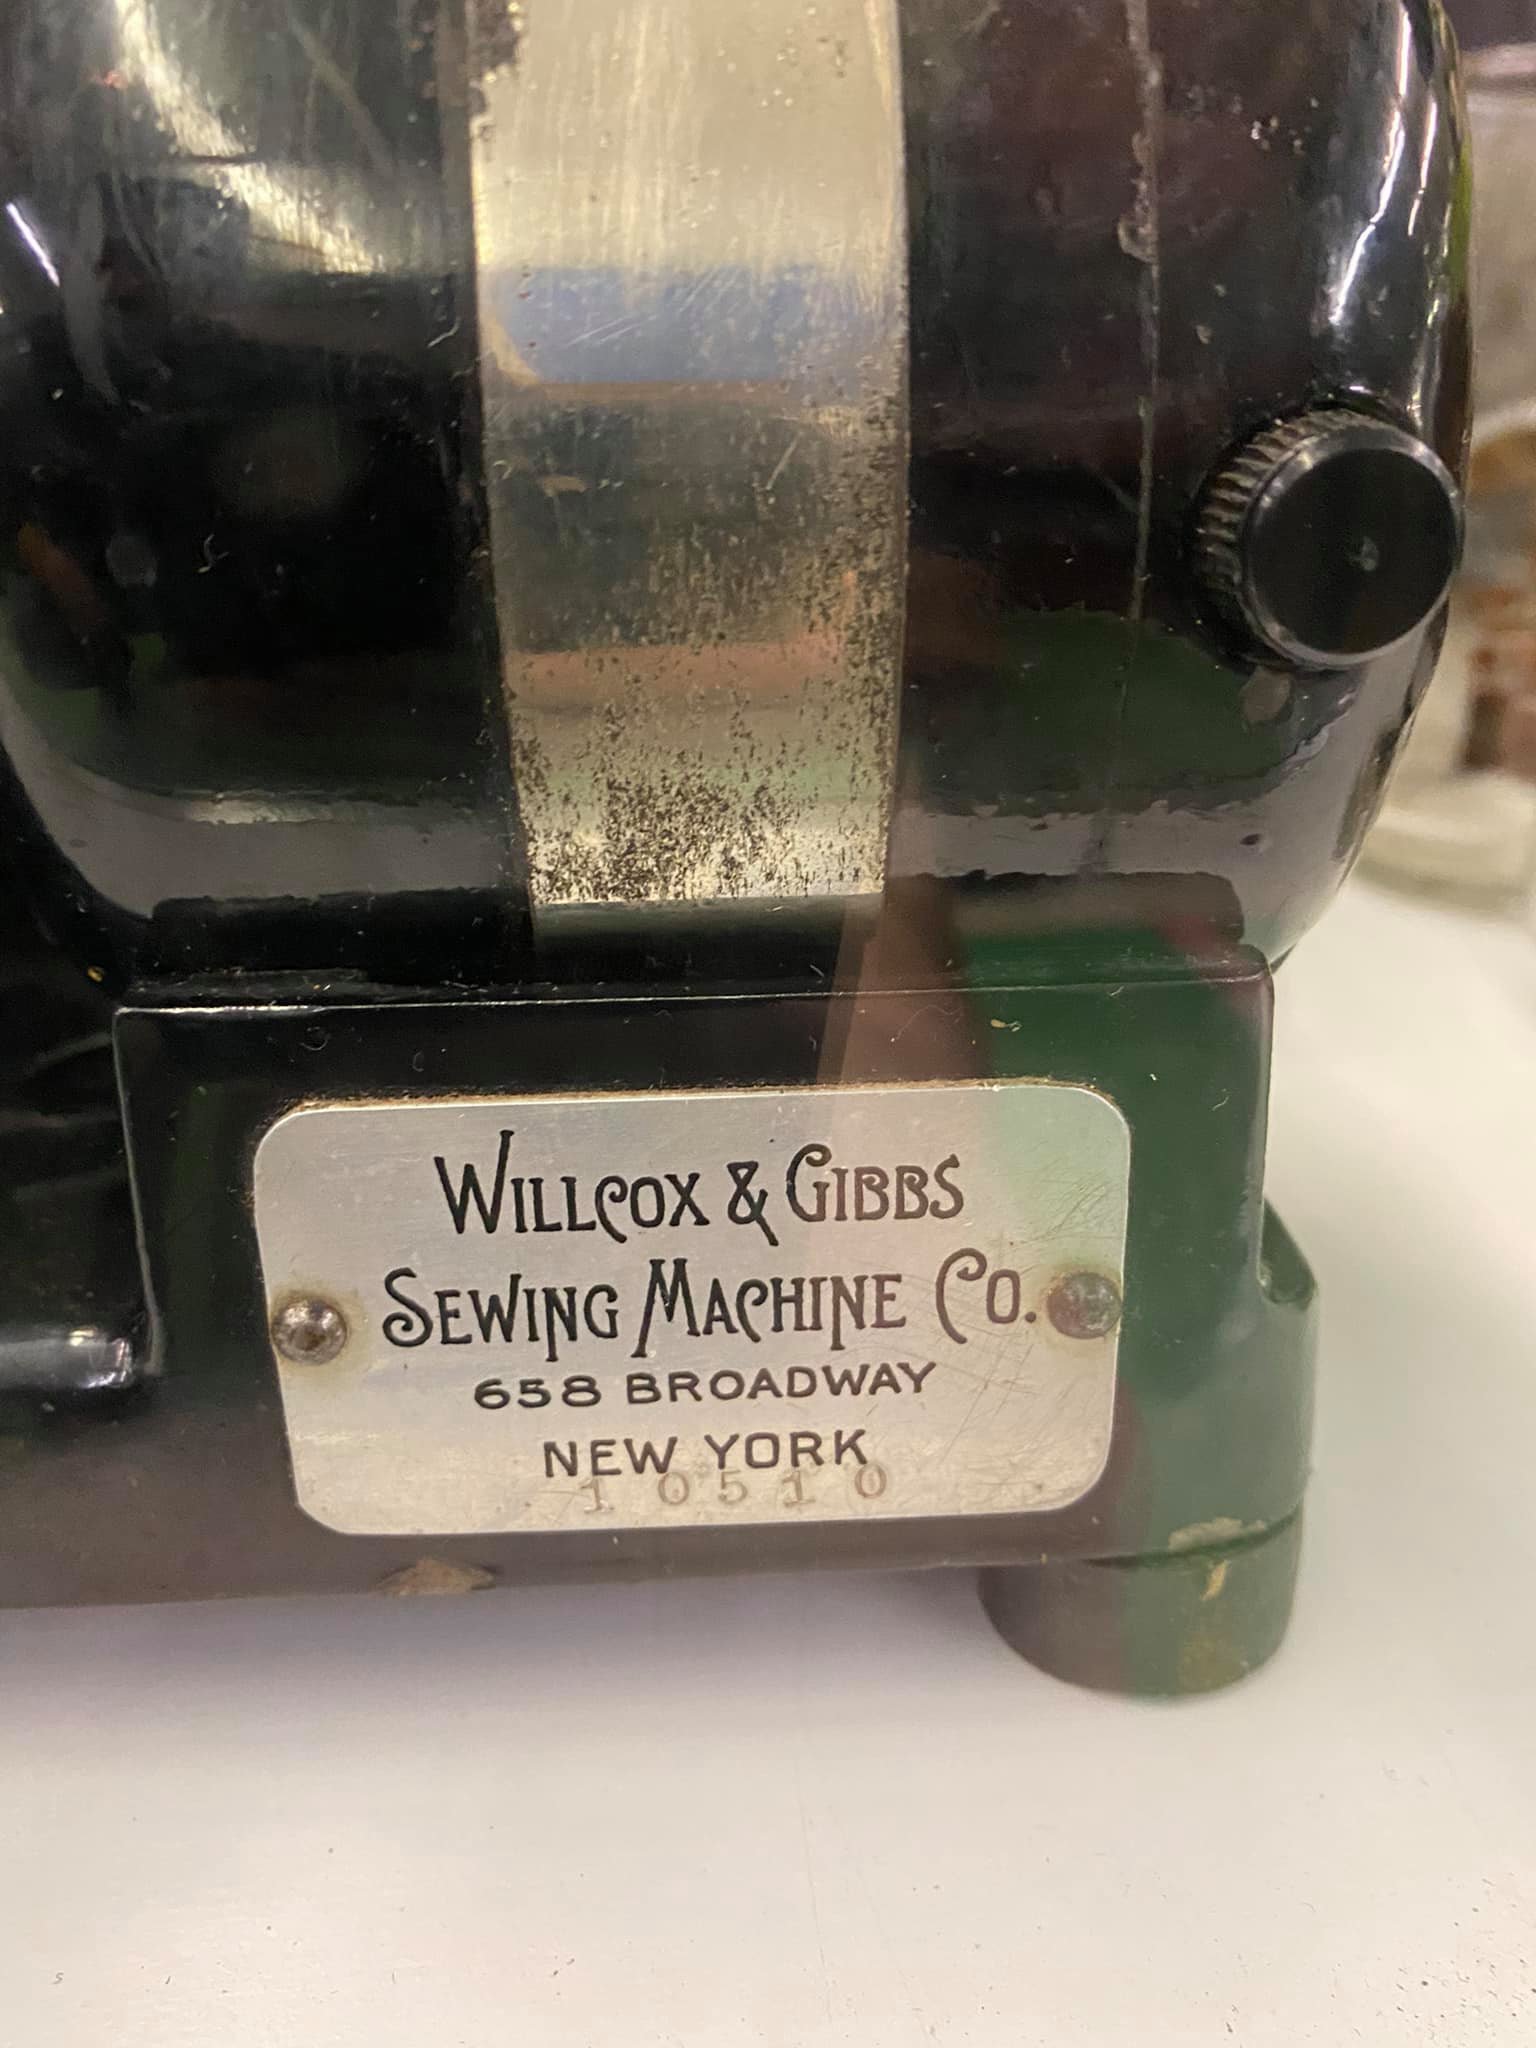 WILLCOX & GIBBS
SEWING MACHINE CO.
658 BROADWAY
NEW YORK
10510